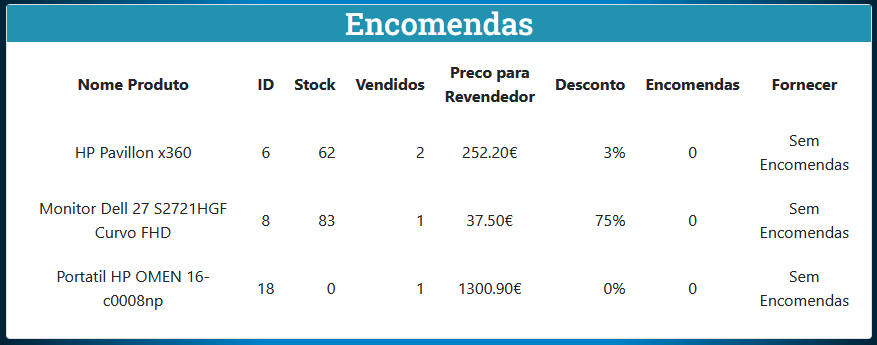 Encomendas
Nome Produto ID Stock Vendidos Preco para Revendedor Desconto Encomendas Fornecer
HP Pavillon x360 6 62 2 252.20€ 3% 0 Sem Encomendas
Monitor Dell 27 S2721HGF Curvo FHD 8 83 1 37.50€ 75% 0 Sem Encomendas
Portatil HP OMEN 16-c0008np 18 0 1 1300.90€ 0% 0 Sem Encomendas